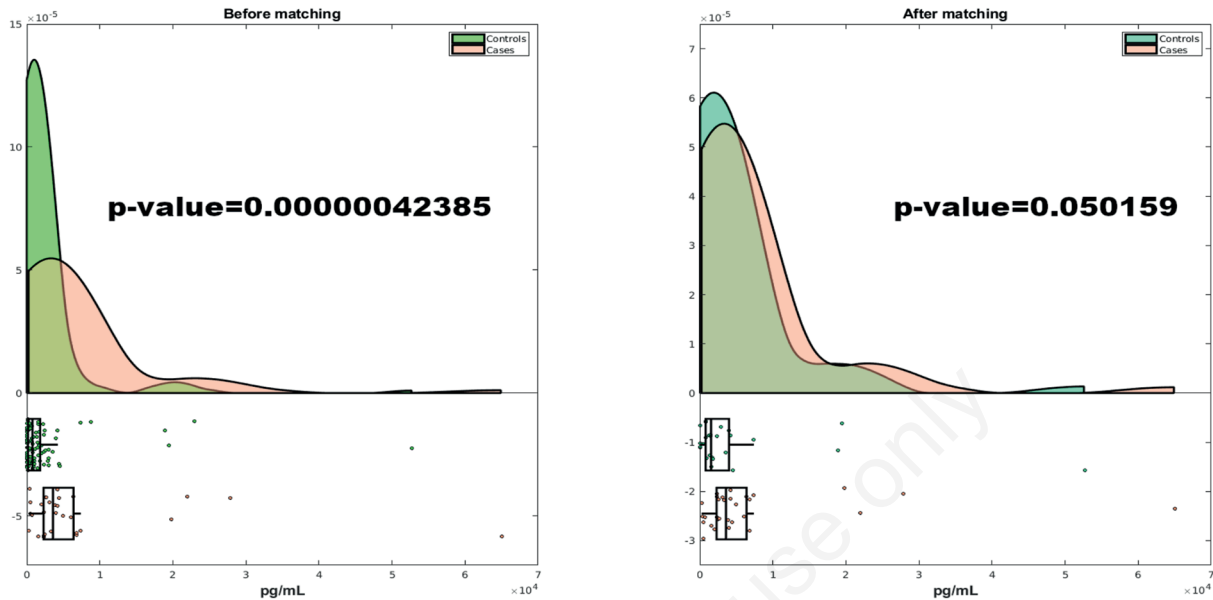 Before matching
×10⁻⁵
15
10
5
0
-5
Controls
Cases
p-value=0.00000042385
0 1 2 3 4 5 6 7
×10⁴
pg/mL
After matching
×10⁻⁵
7
6
5
4
3
2
1
0
-1
-2
-3
Controls
Cases
p-value=0.050159
0 1 2 3 4 5 6 7
×10⁴
pg/mL
use only